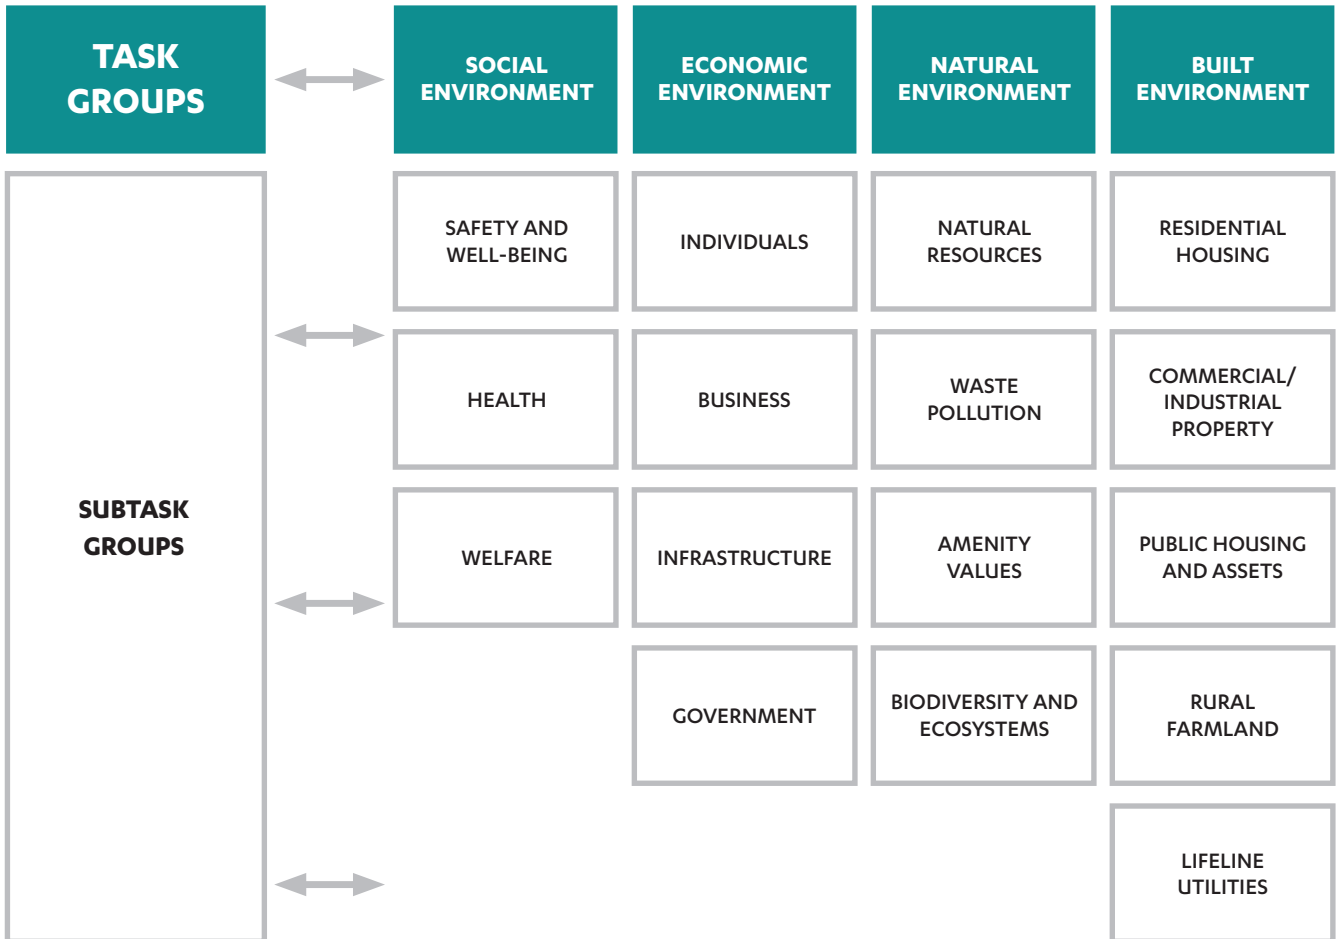 TASK
GROUPS
SOCIAL
ENVIRONMENT
ECONOMIC
ENVIRONMENT
NATURAL
ENVIRONMENT
BUILT
ENVIRONMENT
SUBTASK
GROUPS
SAFETY AND
WELL-BEING
INDIVIDUALS
NATURAL
RESOURCES
RESIDENTIAL
HOUSING
HEALTH
BUSINESS
WASTE
POLLUTION
COMMERCIAL/
INDUSTRIAL
PROPERTY
WELFARE
INFRASTRUCTURE
AMENITY
VALUES
PUBLIC HOUSING
AND ASSETS
GOVERNMENT
BIODIVERSITY AND
ECOSYSTEMS
RURAL
FARMLAND
LIFELINE
UTILITIES